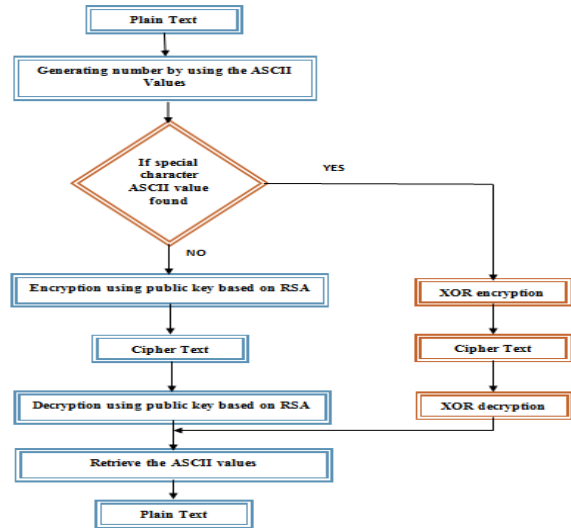 Plain Text
Generating number by using the ASCII
Values
If special
character
ASCII value
found
YES
NO
Encryption using public key based on RSA
XOR encryption
Cipher Text
Cipher Text
Decryption using public key based on RSA
XOR decryption
Retrieve the ASCII values
Plain Text